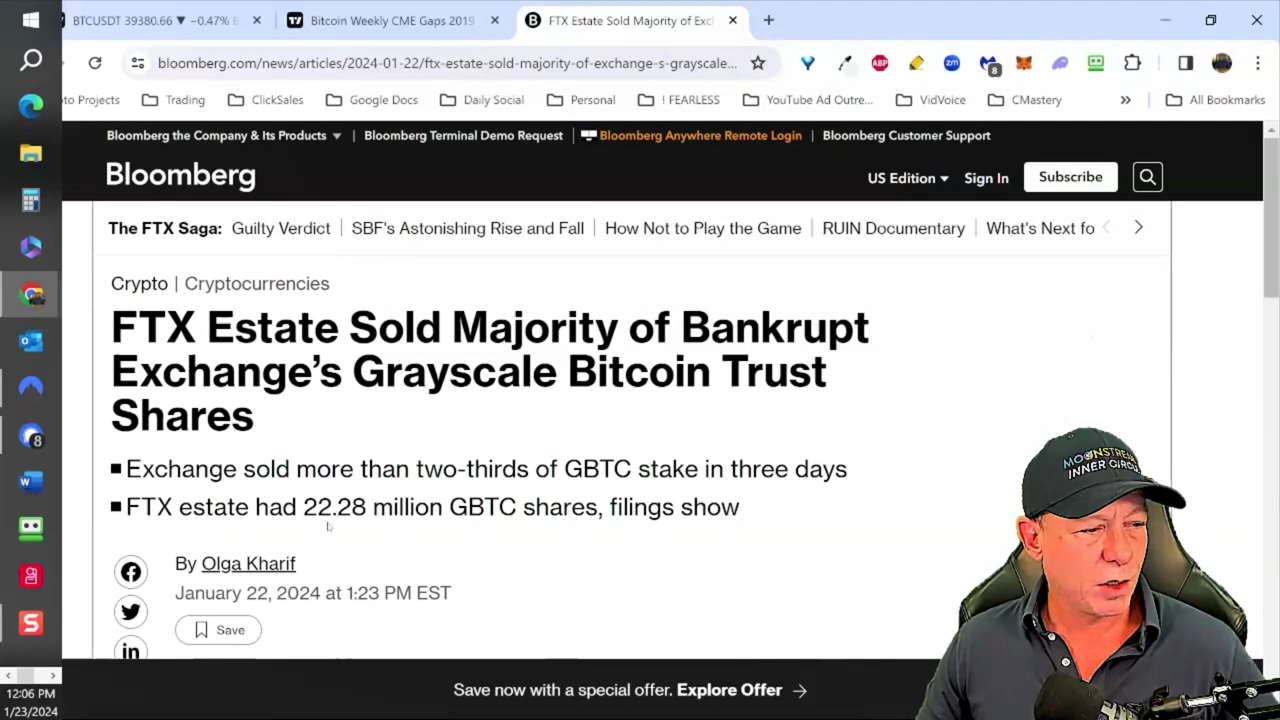 BTCUSDT 39380.66 ▼ −0.47%
Bitcoin Weekly CME Gaps 2019
FTX Estate Sold Majority of Exc
bloomberg.com/news/articles/2024-01-22/ftx-estate-sold-majority-of-exchange-s-grayscale...
ABP
zm
8
to Projects
Trading
ClickSales
Google Docs
Daily Social
Personal
! FEARLESS
YouTube Ad Outre...
VidVoice
CMastery
»
All Bookmarks
Bloomberg the Company & Its Products ▼ | Bloomberg Terminal Demo Request | Bloomberg Anywhere Remote Login | Bloomberg Customer Support
Bloomberg
US Edition
Sign In
Subscribe
The FTX Saga: Guilty Verdict | SBF's Astonishing Rise and Fall | How Not to Play the Game | RUIN Documentary | What's Next fo
Crypto | Cryptocurrencies
FTX Estate Sold Majority of Bankrupt
Exchange’s Grayscale Bitcoin Trust
Shares
■ Exchange sold more than two-thirds of GBTC stake in three days
■ FTX estate had 22.28 million GBTC shares, filings show
By Olga Kharif
January 22, 2024 at 1:23 PM EST
Save
in
Save now with a special offer. Explore Offer →
MOONSTREAM
INNER CIRCLE
8
W
S
12:06 PM
1/23/2024